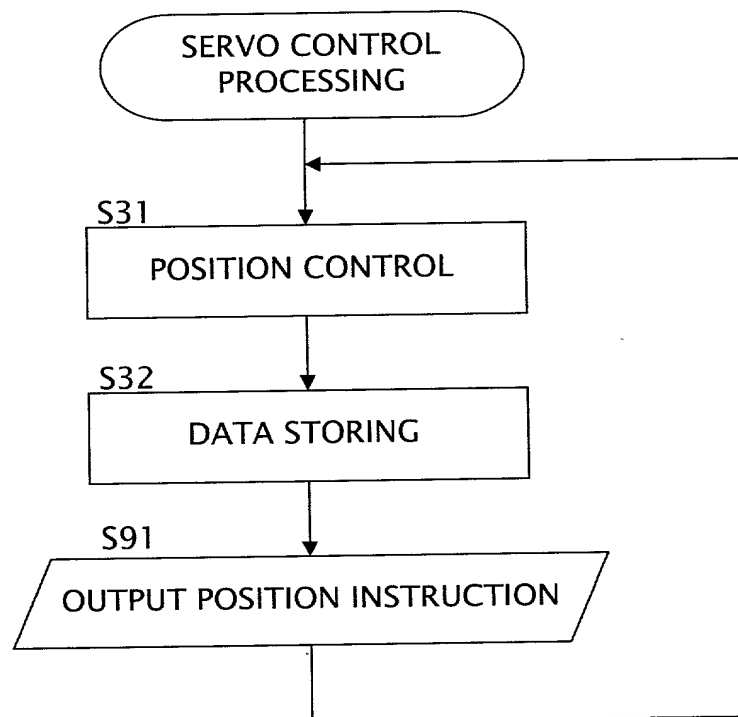 SERVO CONTROL
PROCESSING
S31
POSITION CONTROL
S32
DATA STORING
S91
OUTPUT POSITION INSTRUCTION